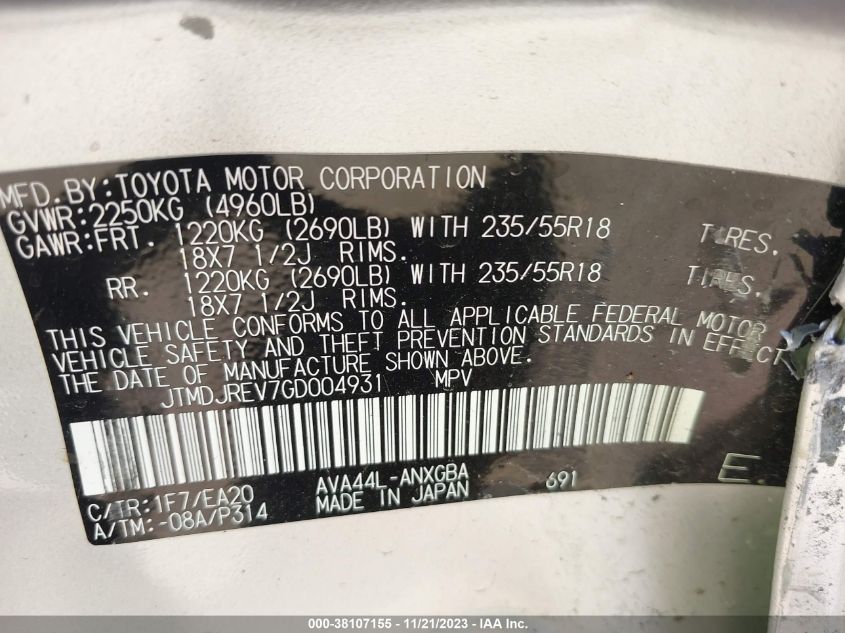 MFD. BY: TOYOTA MOTOR CORPORATION
GVWR: 2250KG (4960LB)
GAWR: FRT. 1220KG (2690LB) WITH 235/55R18 TIRES.
18X7 1/2J RIMS.
RR. 1220KG (2690LB) WITH 235/55R18 TIRES.
18X7 1/2J RIMS.
THIS VEHICLE CONFORMS TO ALL APPLICABLE FEDERAL MOTOR
VEHICLE SAFETY AND THEFT PREVENTION STANDARDS IN EFFECT
THE DATE OF MANUFACTURE SHOWN ABOVE.
JTMDJREV7GD004931 MPV
C/TR: 1F7/EA20 AVA44L-ANXGBA 691 E.
A/TM: -08A/P314 MADE IN JAPAN
000-38107155 - 11/21/2023 - IAA Inc.